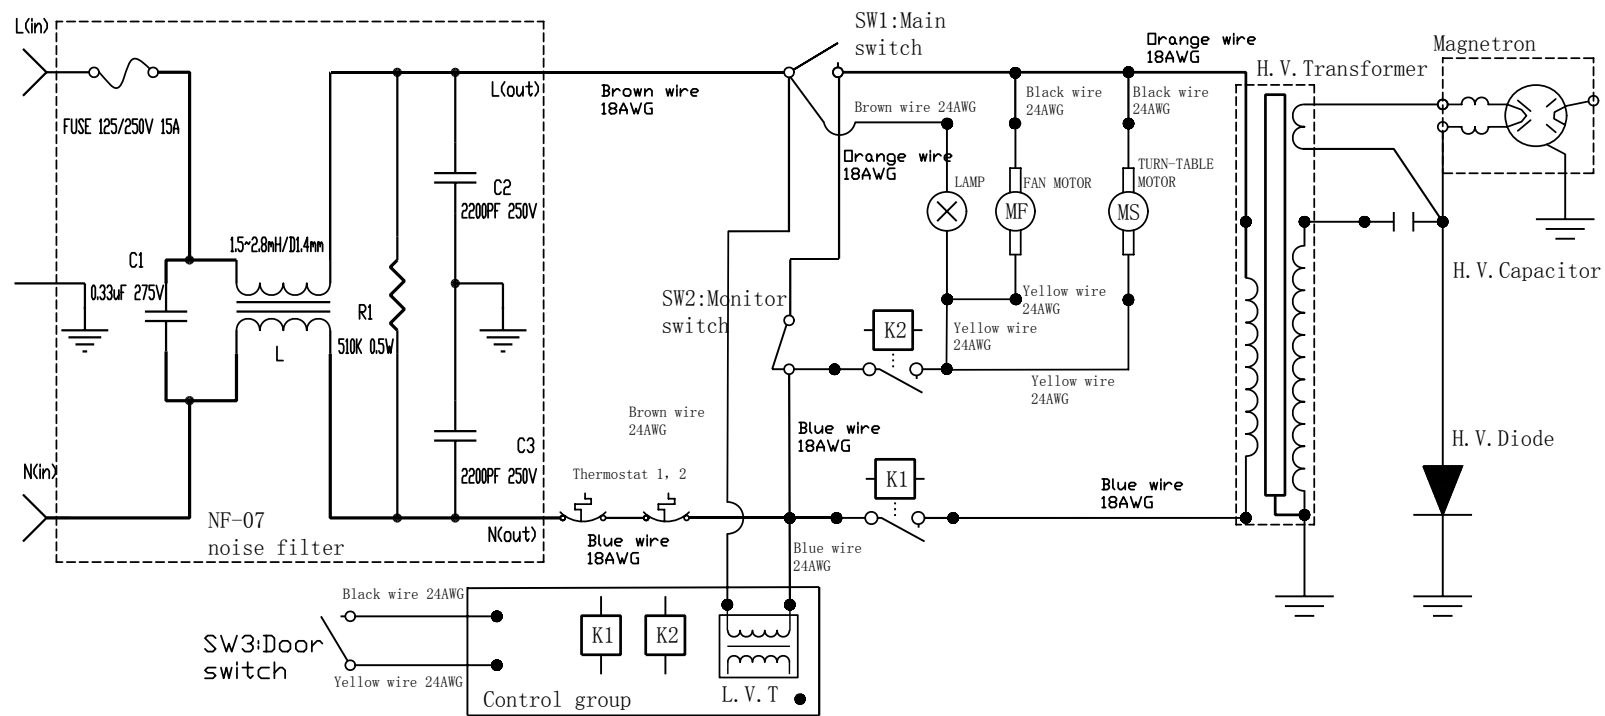 L(in)
SW1:Main
switch
Orange wire
18AWG
Magnetron
H.V.Transformer
L(out)
Brown wire
18AWG
Black wire
24AWG
Black wire
24AWG
Brown wire 24AWG
FUSE 125/250V 15A
Orange wire
18AWG
TURN-TABLE
MOTOR
LAMP
FAN MOTOR
C2
2200PF 250V
MF
MS
1.5~2.8mH/D1.4mm
C1
0.33uF 275V
H.V.Capacitor
SW2:Monitor
switch
Yellow wire
24AWG
R1
510K 0.5W
L
K2
Yellow wire
24AWG
Yellow wire
24AWG
Brown wire
24AWG
Blue wire
18AWG
C3
2200PF 250V
H.V.Diode
N(in)
Thermostat 1, 2
K1
Blue wire
18AWG
NF-07
noise filter
N(out)
Blue wire
18AWG
Blue wire
24AWG
Black wire 24AWG
SW3:Door
switch
K1
K2
Yellow wire 24AWG
Control group
L.V.T